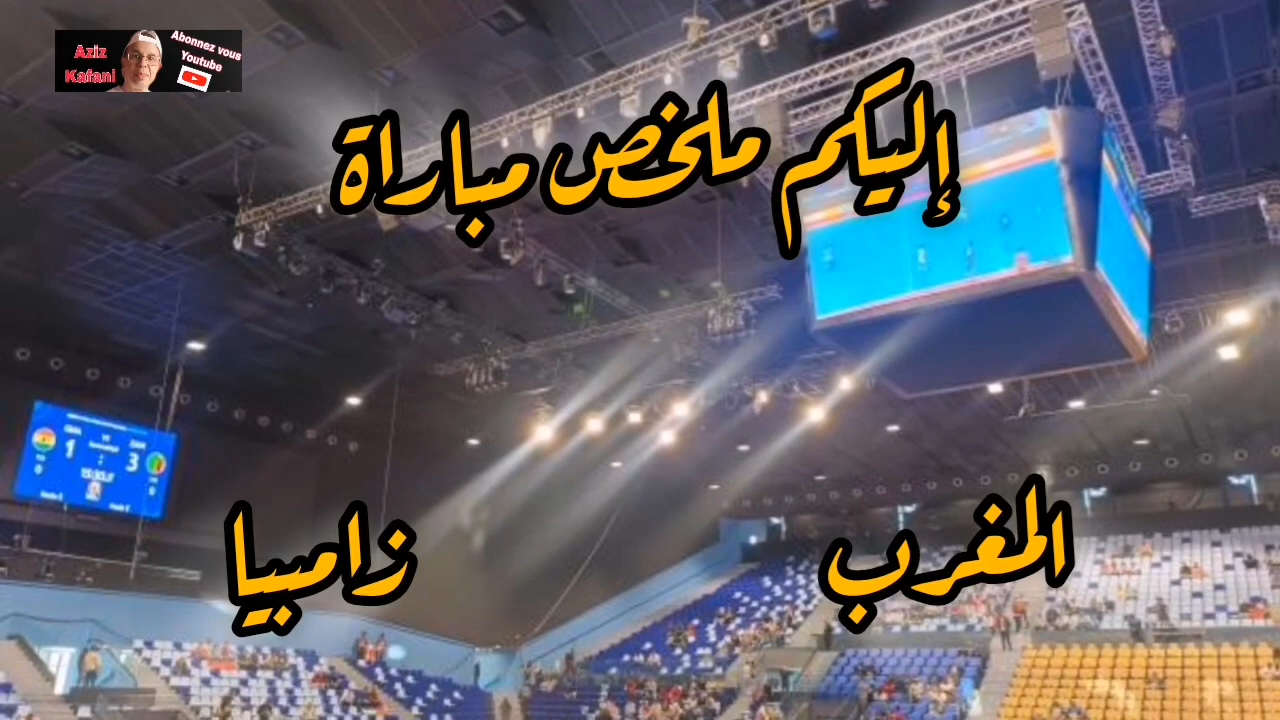 Aziz
Kafani
Abonnez vous
Youtube
إليكم ملخص مباراة
المغرب
زامبيا
1
3